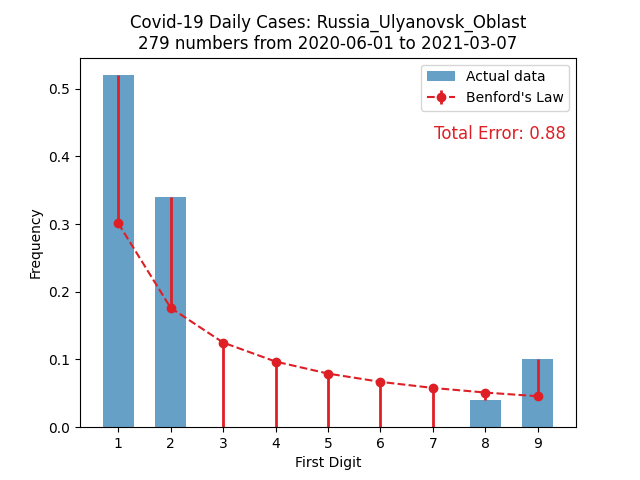 Covid-19 Daily Cases: Russia_Ulyanovsk_Oblast
279 numbers from 2020-06-01 to 2021-03-07
Actual data
Benford's Law
Total Error: 0.88
Frequency
0.5
0.4
0.3
0.2
0.1
0.0
1 2 3 4 5 6 7 8 9
First Digit